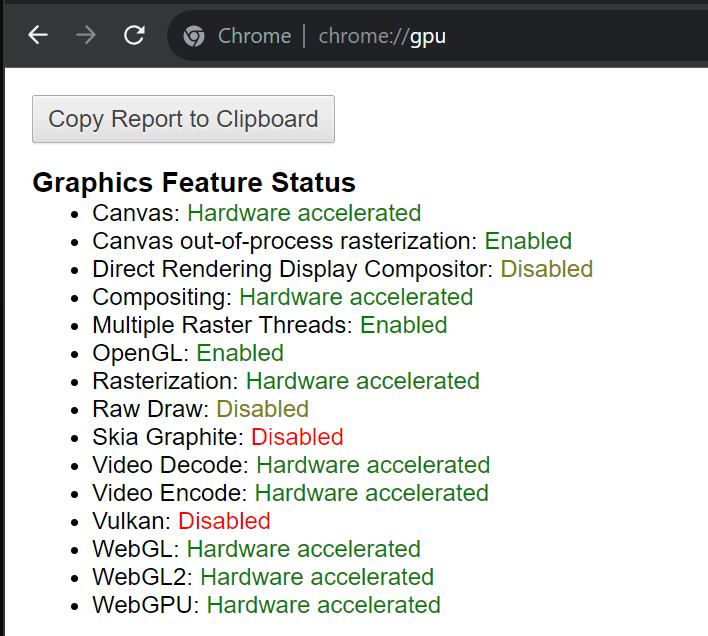 Chrome | chrome://gpu
Copy Report to Clipboard
Graphics Feature Status
• Canvas: Hardware accelerated
• Canvas out-of-process rasterization: Enabled
• Direct Rendering Display Compositor: Disabled
• Compositing: Hardware accelerated
• Multiple Raster Threads: Enabled
• OpenGL: Enabled
• Rasterization: Hardware accelerated
• Raw Draw: Disabled
• Skia Graphite: Disabled
• Video Decode: Hardware accelerated
• Video Encode: Hardware accelerated
• Vulkan: Disabled
• WebGL: Hardware accelerated
• WebGL2: Hardware accelerated
• WebGPU: Hardware accelerated